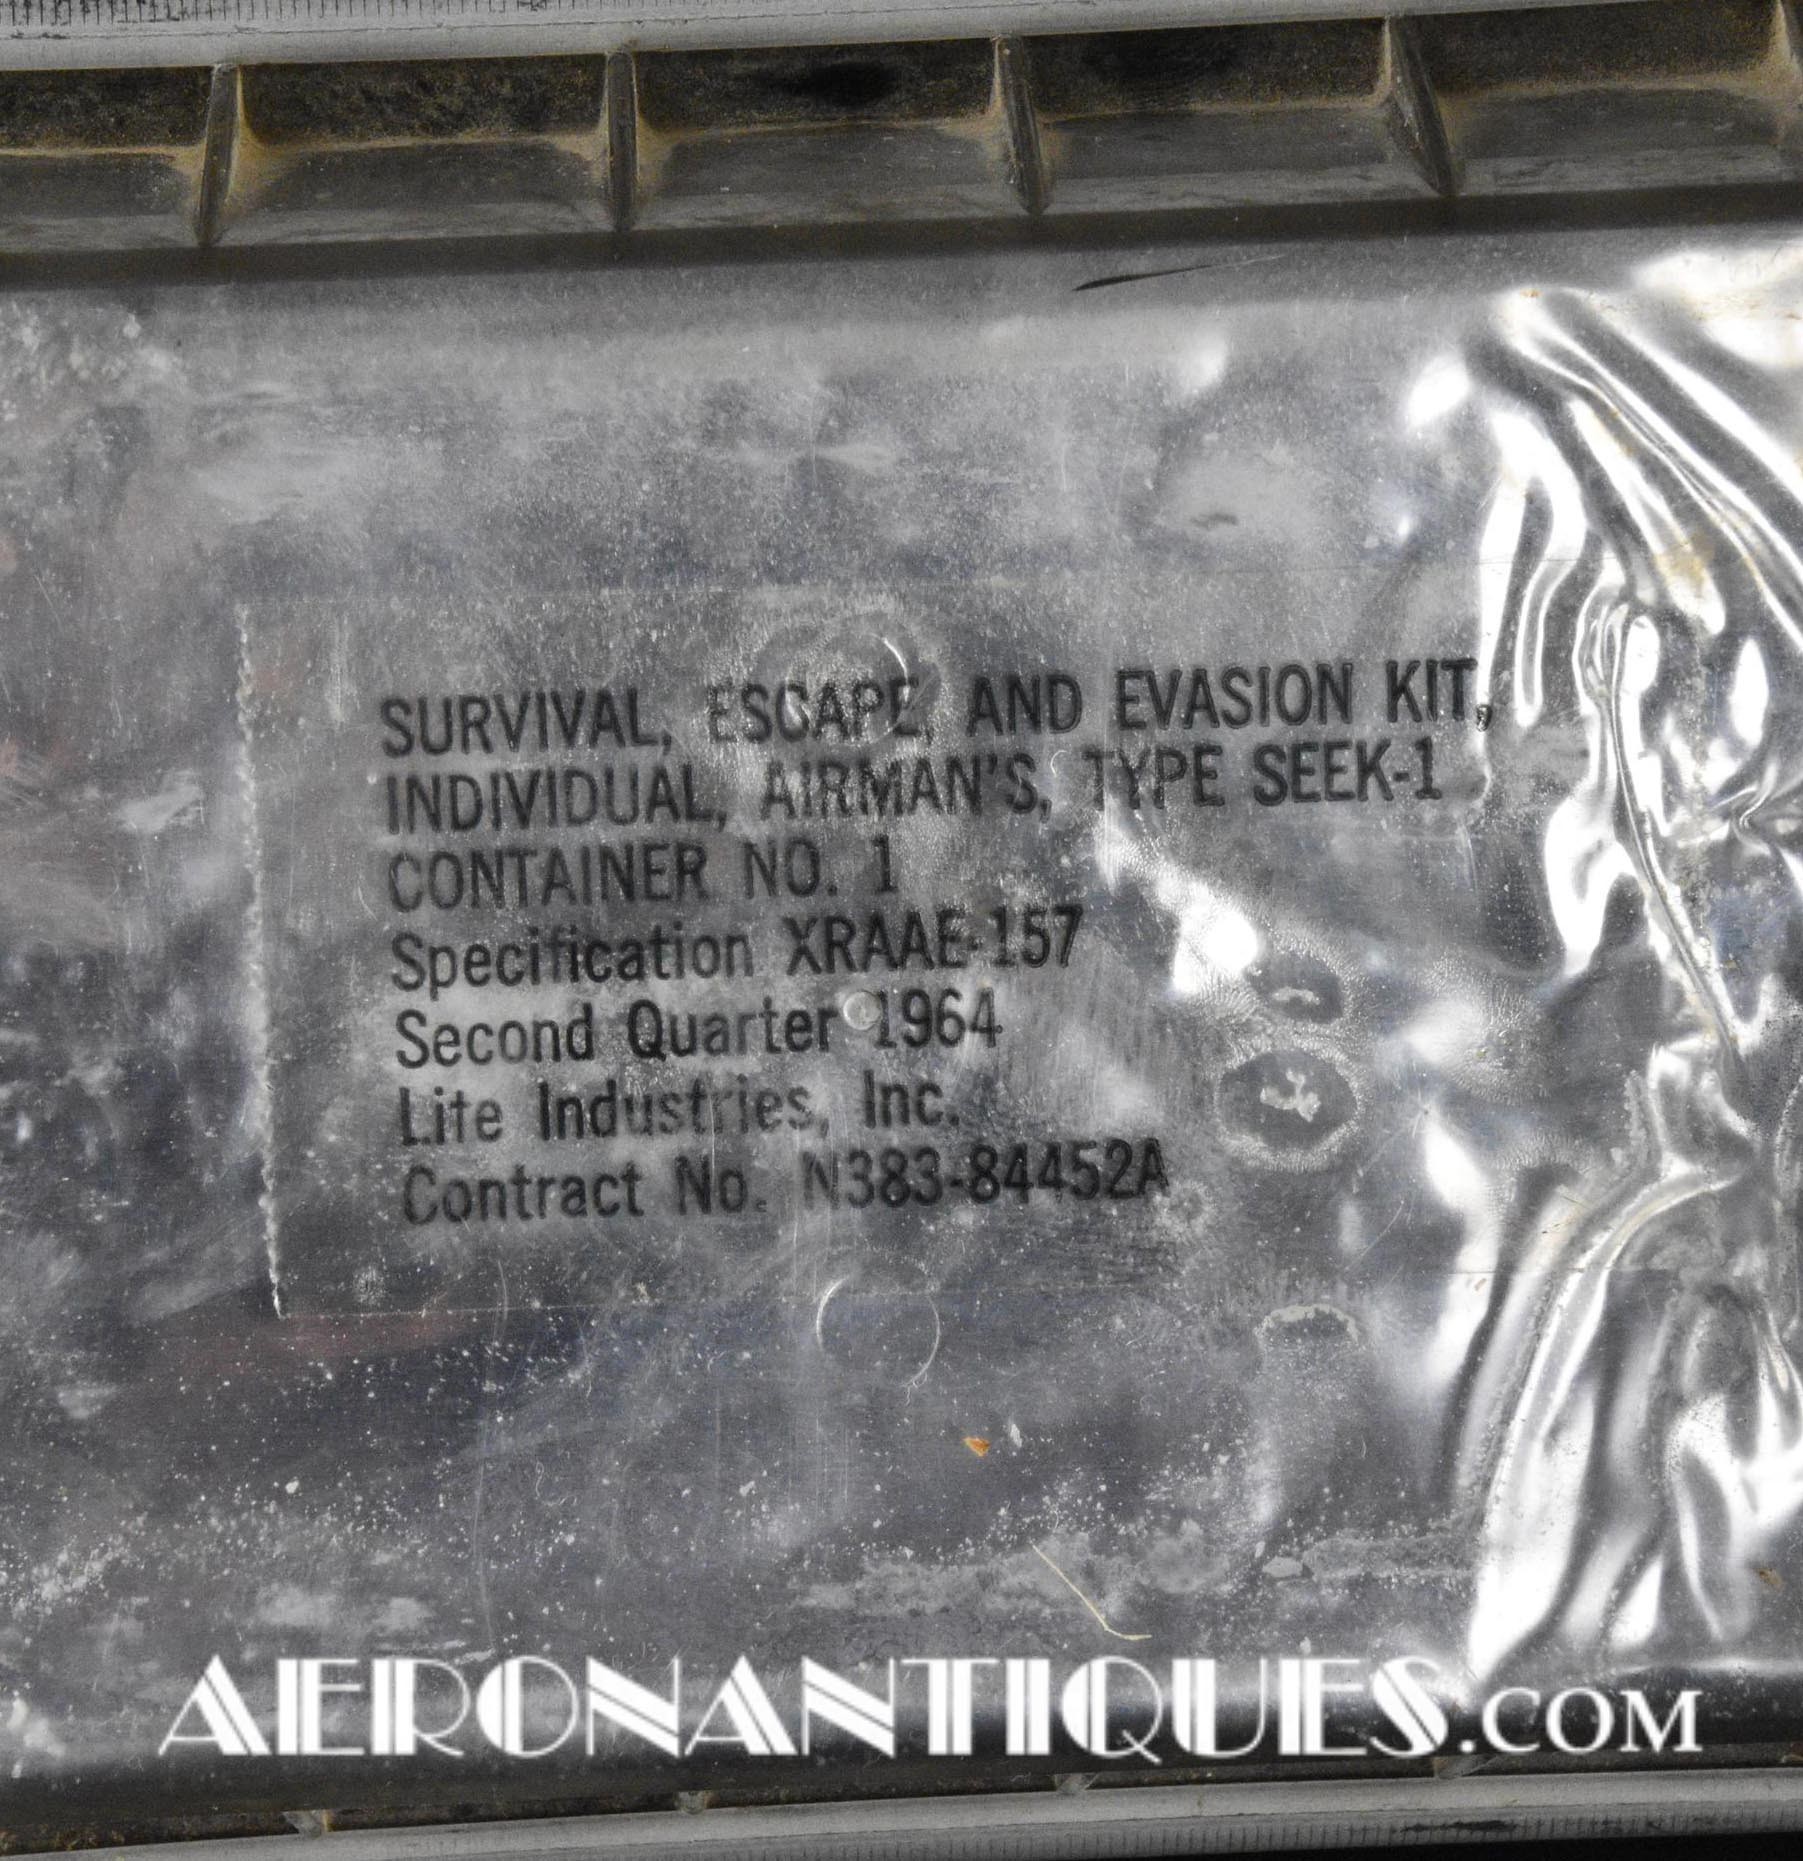 SURVIVAL, ESCAPE, AND EVASION KIT,
INDIVIDUAL, AIRMAN'S, TYPE SEEK-1
CONTAINER NO. 1
Specification XRAAE-157
Second Quarter 1964
Lite Industries, Inc.
Contract No. N383-84452A
AERONANTIQUES.COM